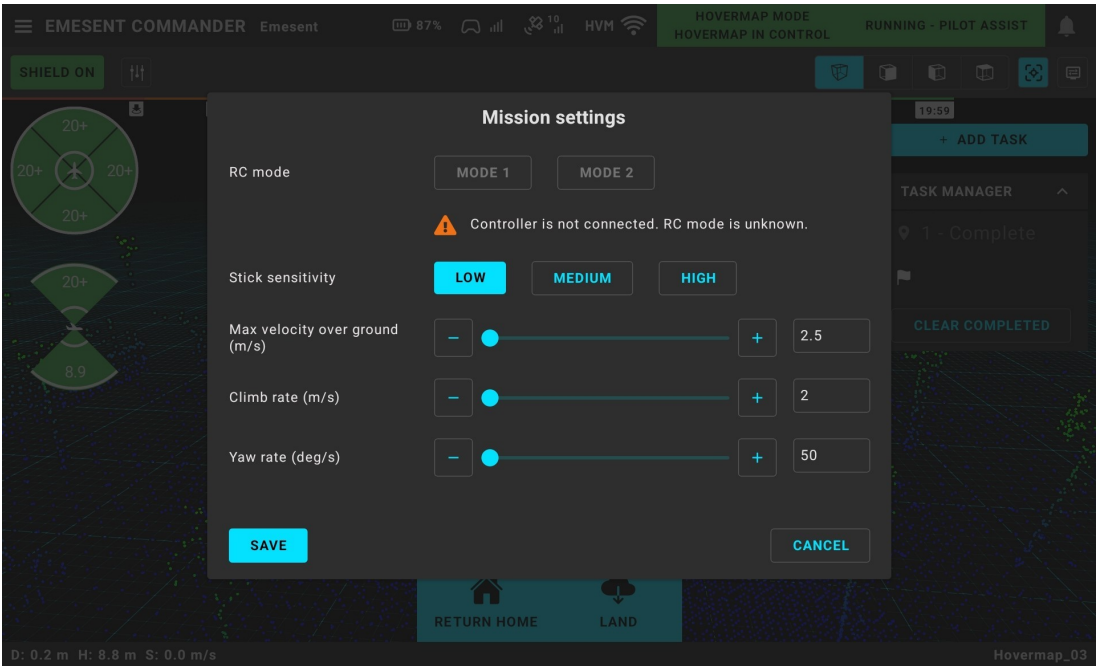 EMESENT COMMANDER Emesent 87% 10 HVM HOVERMAP MODE RUNNING - PILOT ASSIST
HOVERMAP IN CONTROL
SHIELD ON
19:59
20+
+ ADD TASK
20+ 20+
20+
TASK MANAGER
1 - Complete
CLEAR COMPLETED
20+
8.9
Mission settings
RC mode MODE 1 MODE 2
Controller is not connected. RC mode is unknown.
Stick sensitivity LOW MEDIUM HIGH
Max velocity over ground
(m/s) − + 2.5
Climb rate (m/s) − + 2
Yaw rate (deg/s) − + 50
SAVE CANCEL
RETURN HOME LAND
D: 0.2 m H: 8.8 m S: 0.0 m/s Hovermap_03